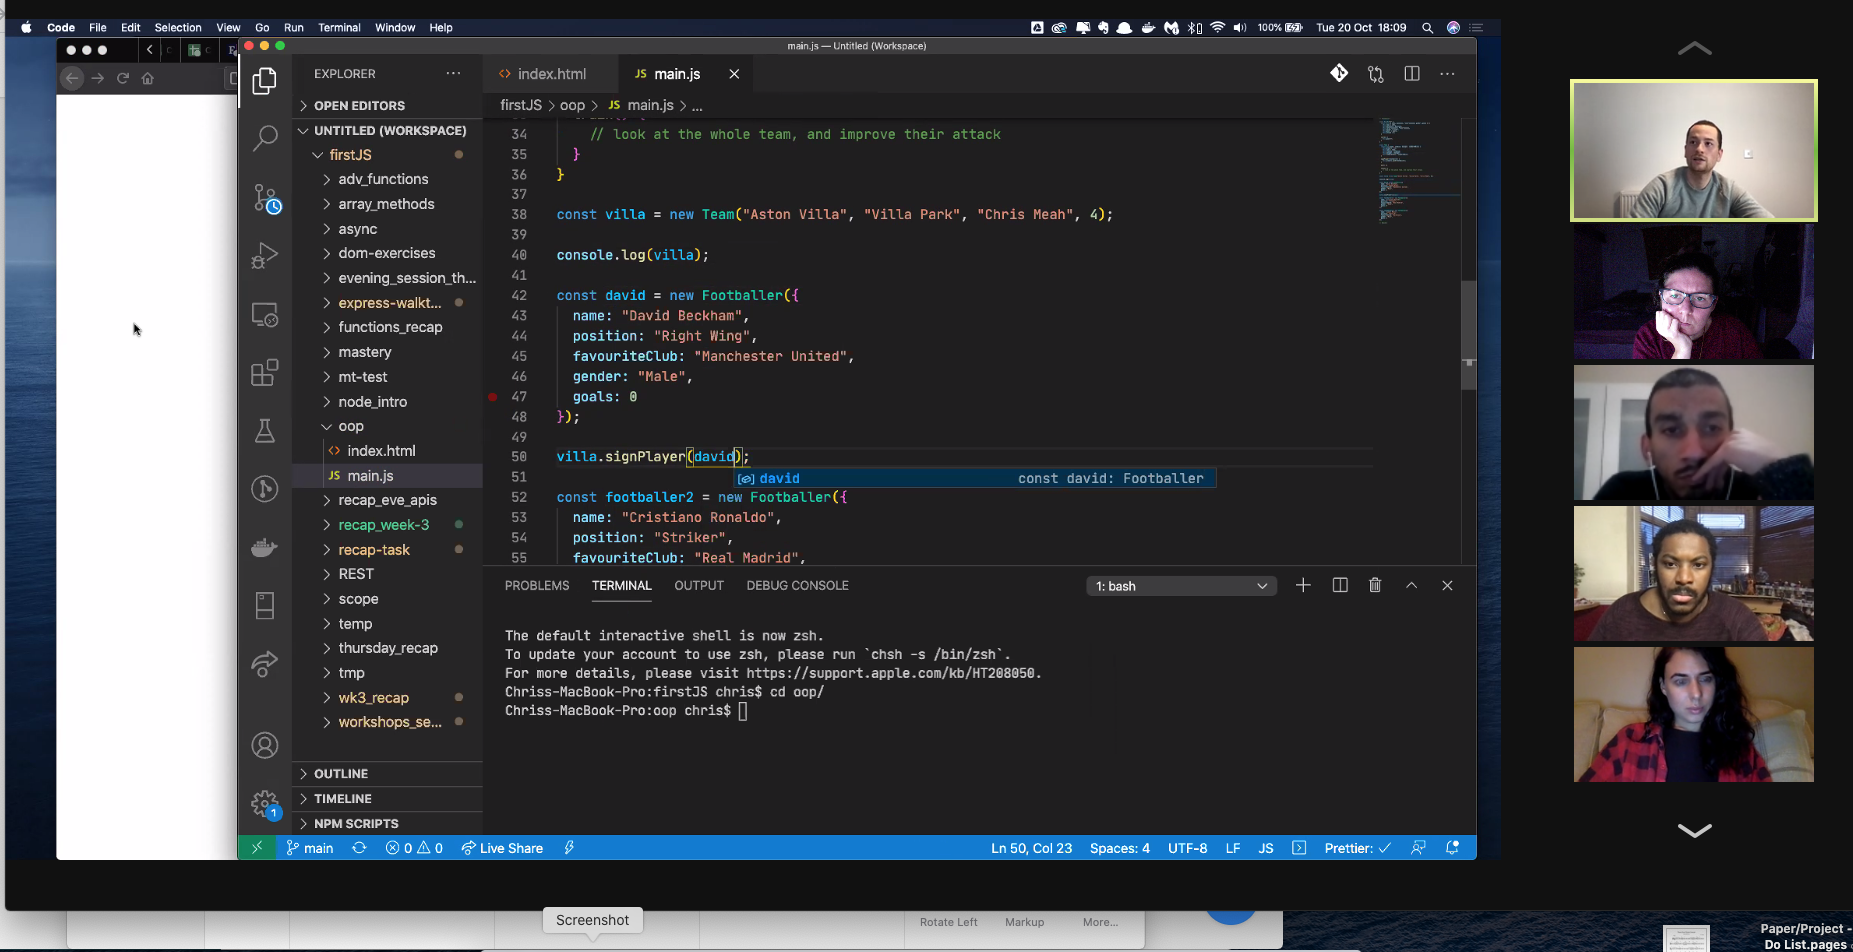 Code File Edit Selection View Go Run Terminal Window Help
100% Tue 20 Oct 18:09
main.js — Untitled (Workspace)
EXPLORER
index.html
JS main.js
OPEN EDITORS
firstJS > oop > JS main.js > ...
UNTITLED (WORKSPACE)
firstJS
adv_functions
array_methods
async
dom-exercises
evening_session_th...
express-walkt...
functions_recap
mastery
mt-test
node_intro
oop
index.html
JS main.js
recap_eve_apis
recap_week-3
recap-task
REST
scope
temp
thursday_recap
tmp
wk3_recap
workshops_se...
OUTLINE
TIMELINE
NPM SCRIPTS
34 // look at the whole team, and improve their attack
35 }
36 }
37
38 const villa = new Team("Aston Villa", "Villa Park", "Chris Meah", 4);
39
40 console.log(villa);
41
42 const david = new Footballer({
43 name: "David Beckham",
44 position: "Right Wing",
45 favouriteClub: "Manchester United",
46 gender: "Male",
47 goals: 0
48 });
49
50 villa.signPlayer(david);
51
david const david: Footballer
52 const footballer2 = new Footballer({
53 name: "Cristiano Ronaldo",
54 position: "Striker",
55 favouriteClub: "Real Madrid",
PROBLEMS TERMINAL OUTPUT DEBUG CONSOLE 1: bash
The default interactive shell is now zsh.
To update your account to use zsh, please run `chsh -s /bin/zsh`.
For more details, please visit https://support.apple.com/kb/HT208050.
Chriss-MacBook-Pro:firstJS chris$ cd oop/
Chriss-MacBook-Pro:oop chris$
main 0 0 Live Share Ln 50, Col 23 Spaces: 4 UTF-8 LF JS Prettier: ✓
1
Screenshot
Rotate Left Markup More...
Paper/Project -
Do List.pages